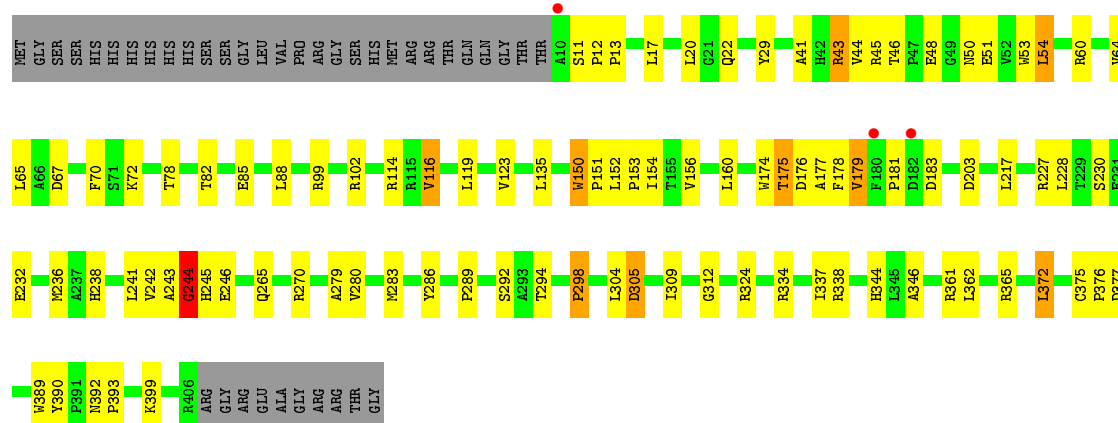 MET GLY SER SER HIS HIS HIS HIS HIS HIS SER SER GLY LEU VAL PRO ARG GLY SER HIS MET ARG ARG THR GLN GLN GLY THR THR A10 S11 P12 P13 L17 L20 G21 Q22 Y29 A41 H42 R43 V44 R45 T46 P47 E48 G49 N50 E51 V52 W53 L54 R60 V64
L65 A66 D67 F70 S71 K72 T78 T82 E85 L88 R99 R102 R114 R115 V116 L119 V123 L135 W150 P151 L152 P153 I154 T155 V156 L160 W174 T175 D176 A177 F178 V179 F180 P181 D182 D183 D203 L217 R227 L228 T229 S230 E231
E232 M236 A237 H238 L241 V242 A243 G244 H245 E246 Q265 R270 A279 V280 M283 Y286 P289 S292 A293 T294 P298 L304 D305 I309 G312 R324 R334 I337 R338 H344 L345 A346 R361 L362 R365 L372 C375 P376 D377
W389 Y390 P391 N392 P393 K399 R406 ARG GLY ARG GLU ALA GLY ARG ARG THR GLY